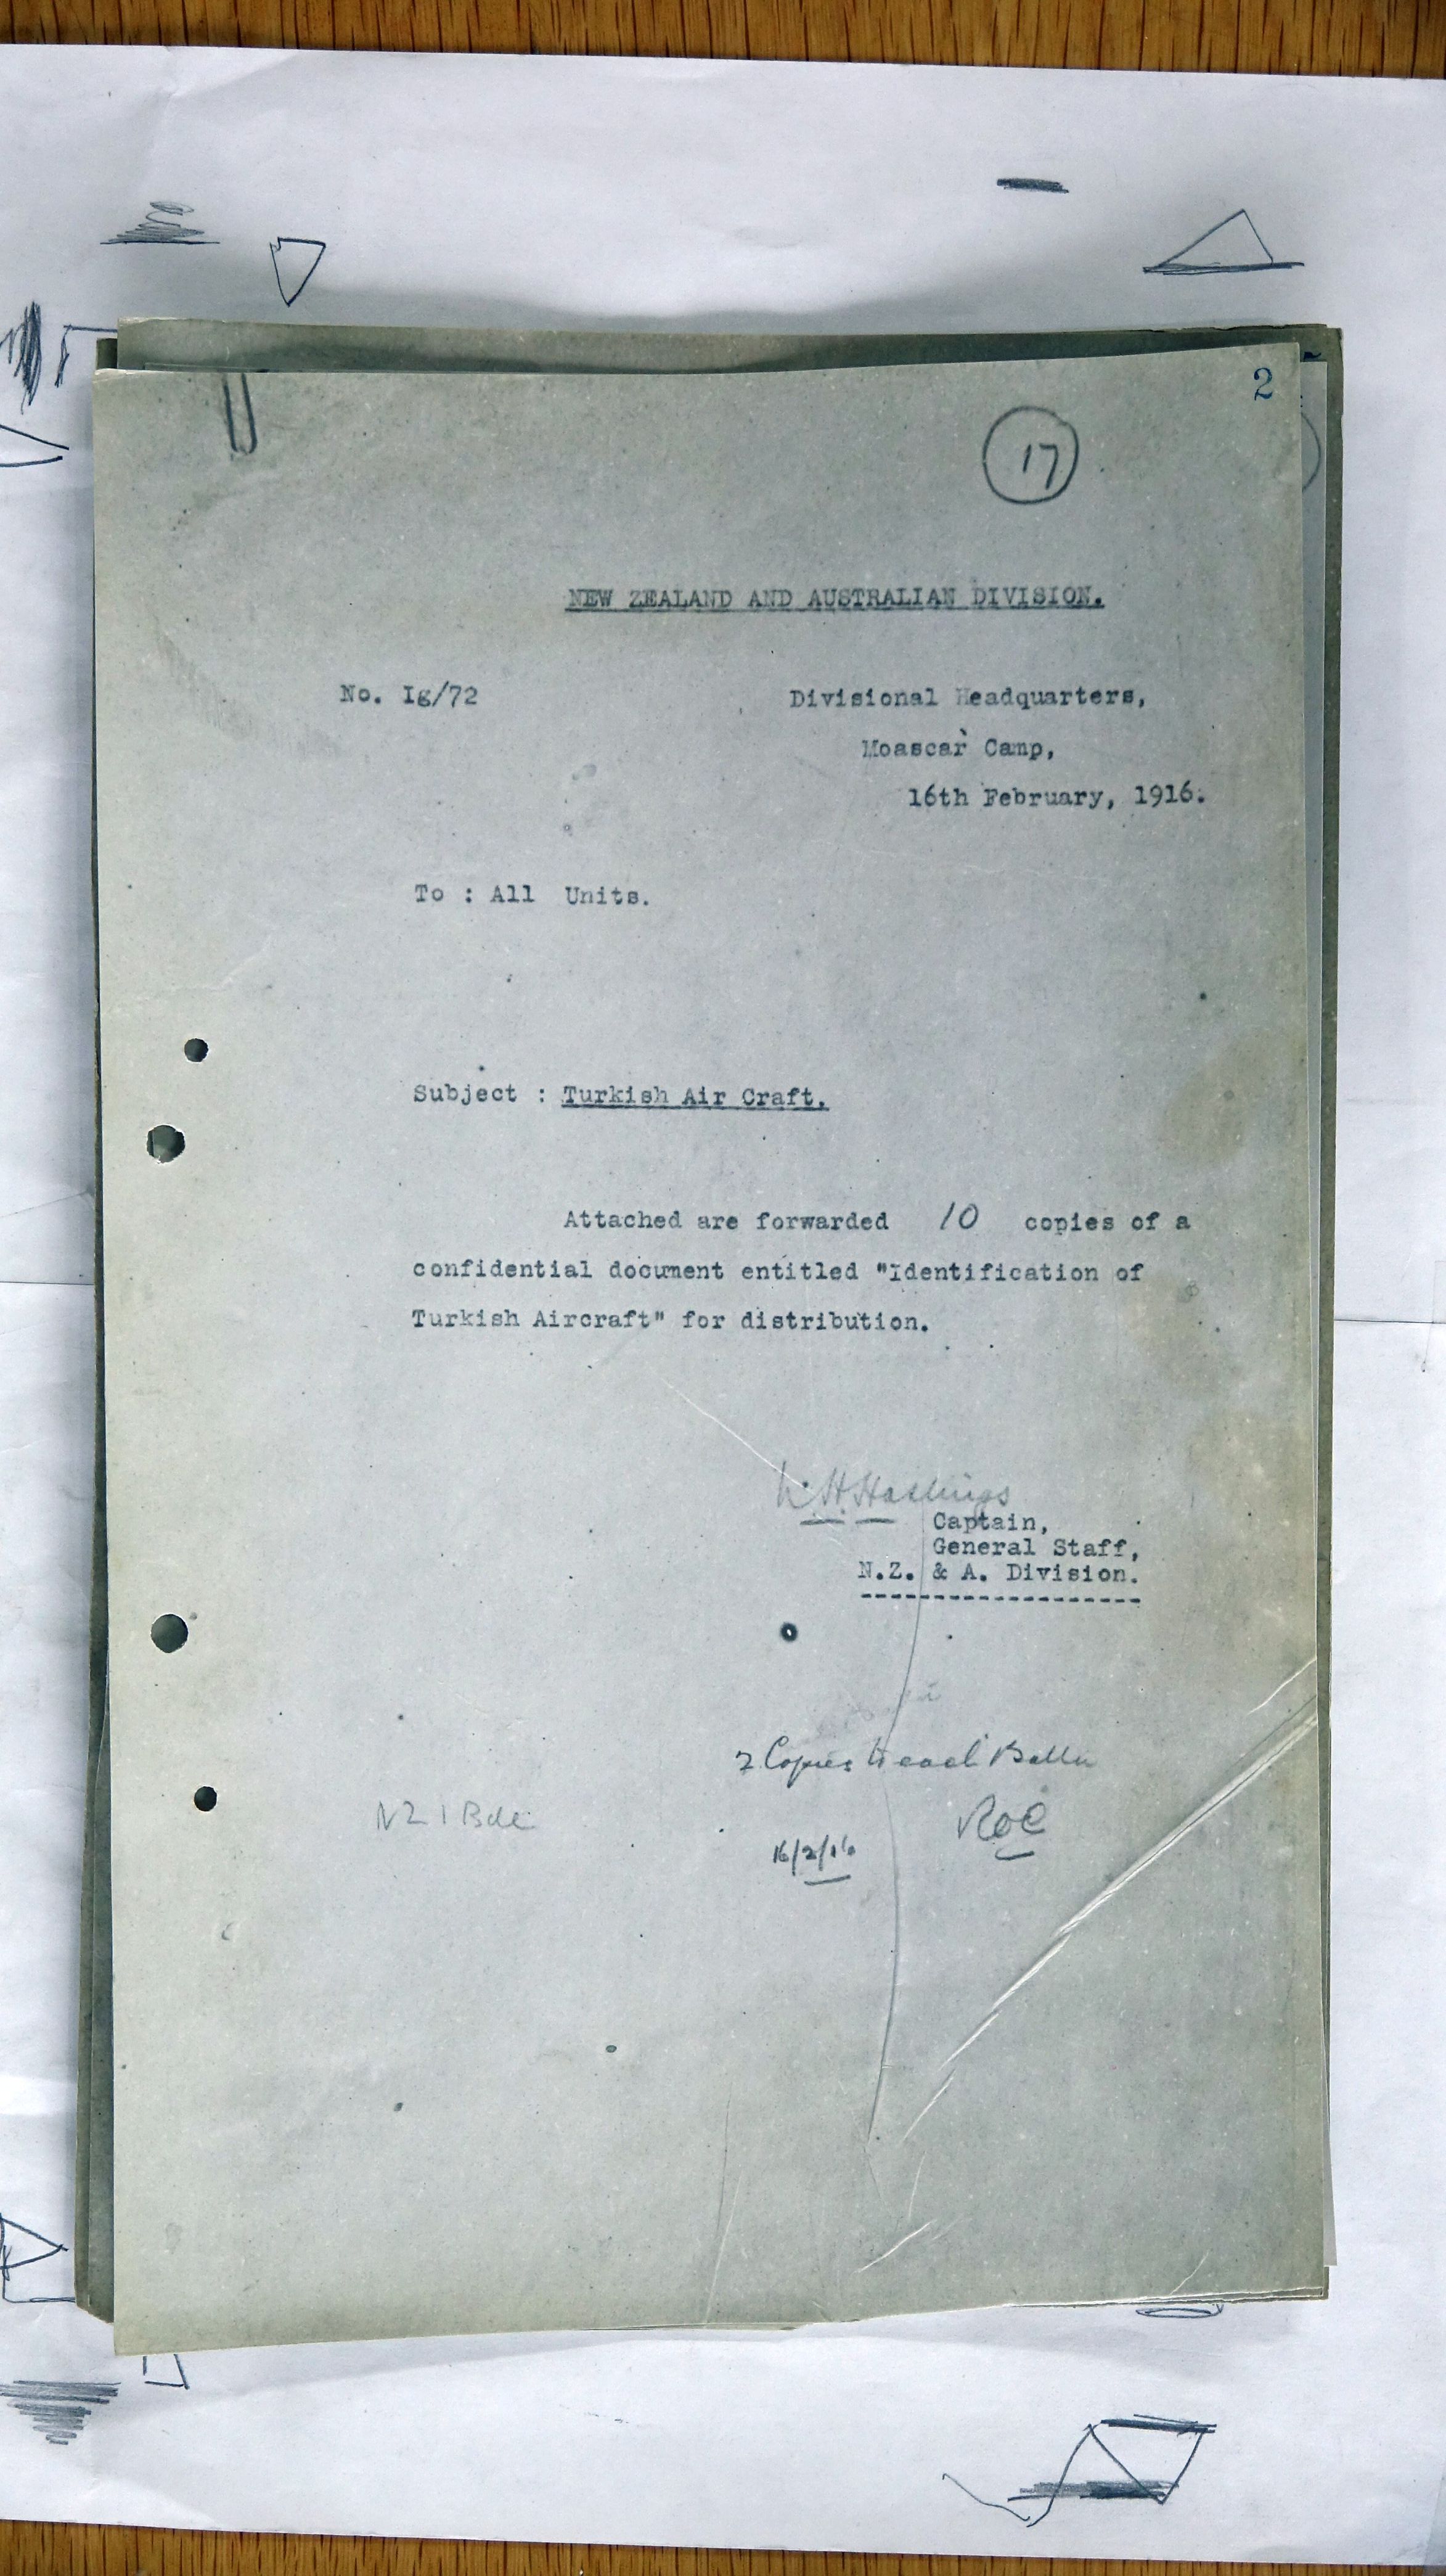 2
17
NEW ZEALAND AND AUSTRALIAN DIVISION.
No. Ig/72
Divisional Headquarters,
Moascar Camp,
16th February, 1916.
To : All Units.
Subject : Turkish Air Craft.
Attached are forwarded 10 copies of a
confidential document entitled "Identification of
Turkish Aircraft" for distribution.
W.H Hastings
Captain,
General Staff,
N.Z. & A. Division.
2 Copies to each Battn
NZ I Bde
16/2/16